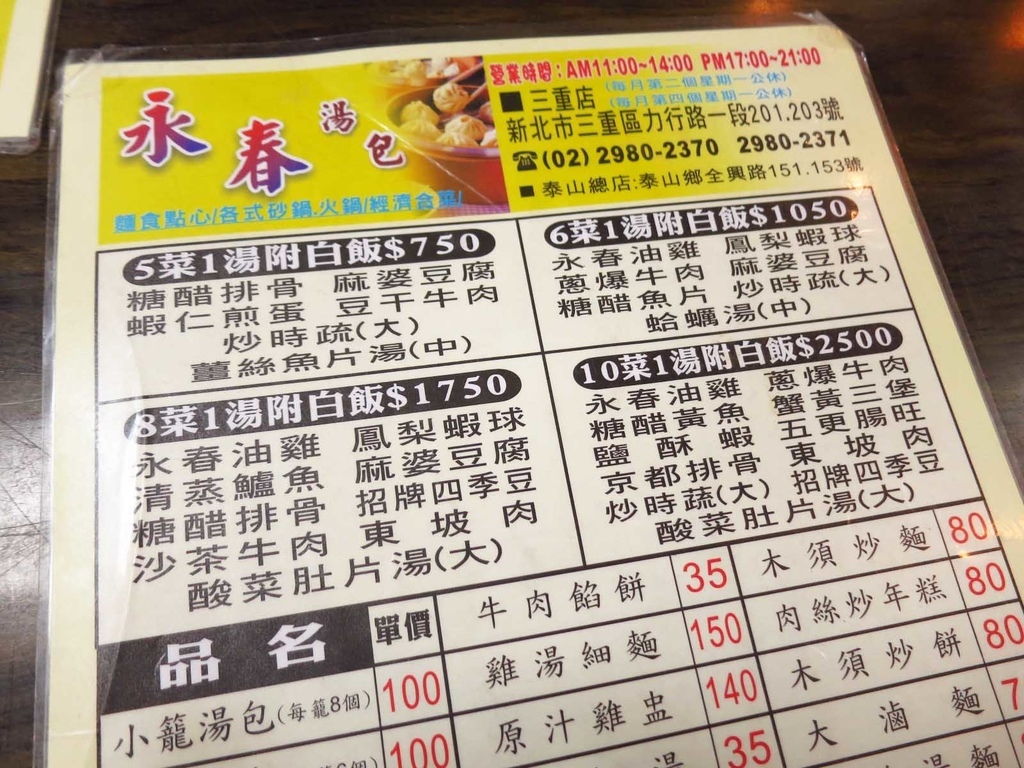 永春湯包
麵食點心/各式砂鍋.火鍋/經濟合菜/
營業時間：AM11:00~14:00 PM17:00~21:00
(每月第二個星期一公休)
■三重店 (每月第四個星期一公休)
新北市三重區力行路一段201.203號
☎(02) 2980-2370 2980-2371
■泰山總店:泰山鄉全興路151.153號
5菜1湯附白飯$750
糖醋排骨 麻婆豆腐
蝦仁煎蛋 豆干牛肉
炒時疏(大)
薑絲魚片湯(中)
6菜1湯附白飯$1050
永春油雞 鳳梨蝦球
蔥爆牛肉 麻婆豆腐
糖醋魚片 炒時疏(大)
蛤蠣湯(中)
8菜1湯附白飯$1750
永春油雞 鳳梨蝦球
清蒸鱸魚 麻婆豆腐
糖醋排骨 招牌四季豆
沙茶牛肉 東坡肉
酸菜肚片湯(大)
10菜1湯附白飯$2500
永春油雞 蔥爆牛肉
糖醋黃魚 蟹黃三堡
鹽酥蝦 五更腸旺
京都排骨 東坡肉
炒時蔬(大) 招牌四季豆
酸菜肚片湯(大)
品名 單價
小籠湯包(每籠8個) 100
100
牛肉餡餅 35
雞湯細麵 150
原汁雞盅 140
湯 35
木須炒麵 80
肉絲炒年糕 80
木須炒餅 80
大滷麵 7
湯麵